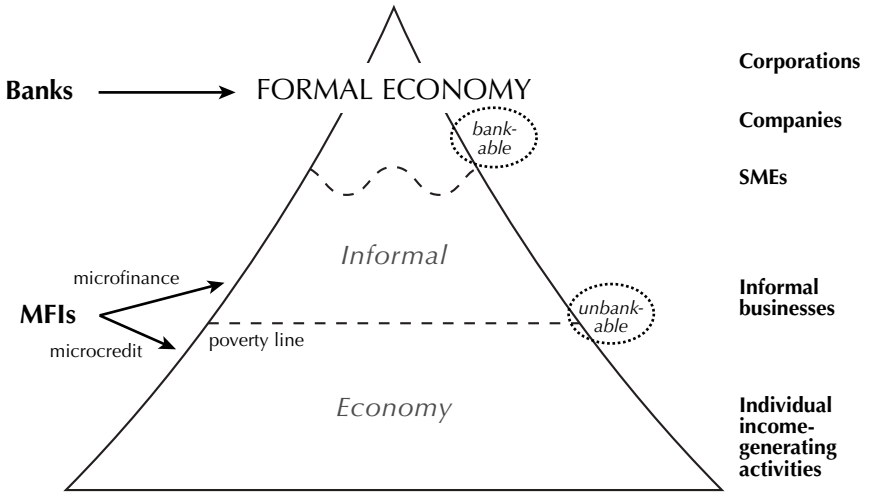 Corporations
Banks
FORMAL ECONOMY
Companies
bank-
able
SMEs
Informal
microfinance
Informal
businesses
MFIs
unbank-
able
microcredit
poverty line
Economy
Individual
income-
generating
activities